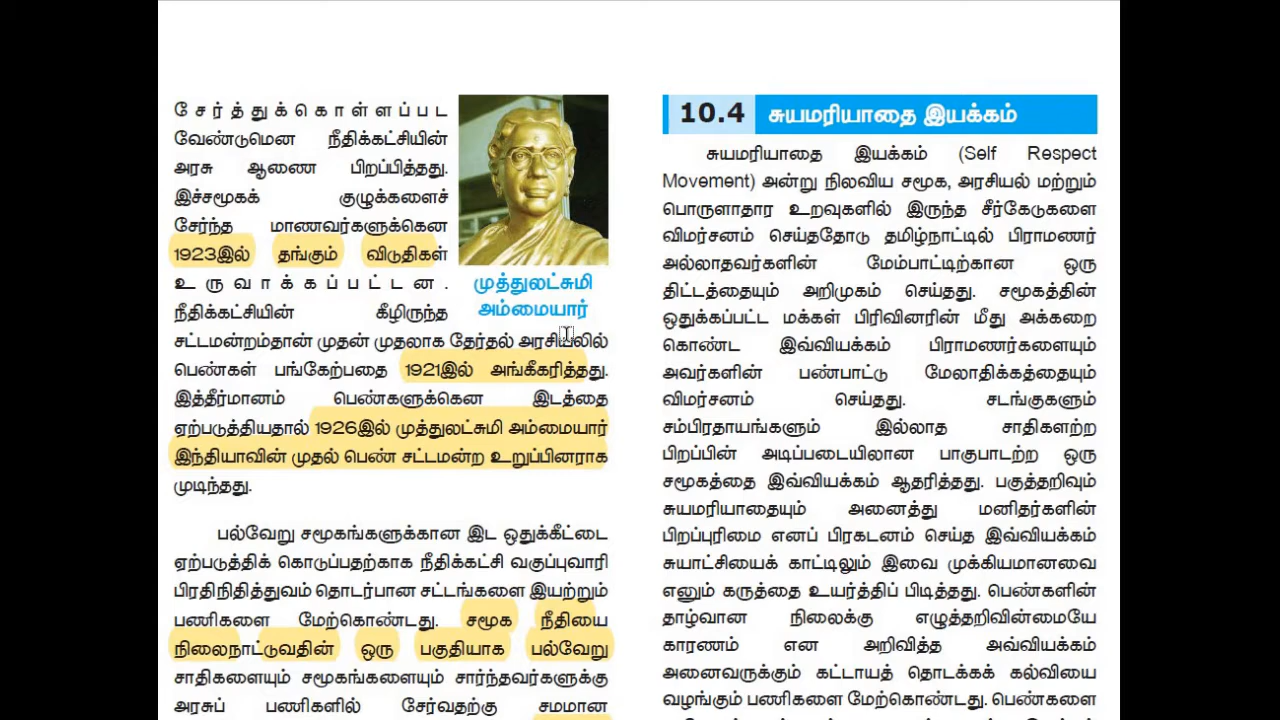 சேர்த்துக்கொள்ளப்பட
வேண்டுமென நீதிக்கட்சியின்
அரசு ஆணை பிறப்பித்தது.
இச்சமூகக் குழுக்களைச்
சேர்ந்த மாணவர்களுக்கென
1923இல் தங்கும் விடுதிகள்
உருவாக்கப்பட்டன.
நீதிக்கட்சியின் கீழிருந்த
முத்துலட்சுமி
அம்மையார்
சட்டமன்றம்தான் முதன் முதலாக தேர்தல் அரசியலில்
பெண்கள் பங்கேற்பதை 1921இல் அங்கீகரித்தது.
இத்தீர்மானம் பெண்களுக்கென இடத்தை
ஏற்படுத்தியதால் 1926இல் முத்துலட்சுமி அம்மையார்
இந்தியாவின் முதல் பெண் சட்டமன்ற உறுப்பினராக
முடிந்தது.
பல்வேறு சமூகங்களுக்கான இட ஒதுக்கீட்டை
ஏற்படுத்திக் கொடுப்பதற்காக நீதிக்கட்சி வகுப்புவாரி
பிரதிநிதித்துவம் தொடர்பான சட்டங்களை இயற்றும்
பணிகளை மேற்கொண்டது. சமூக நீதியை
நிலைநாட்டுவதின் ஒரு பகுதியாக பல்வேறு
சாதிகளையும் சமூகங்களையும் சார்ந்தவர்களுக்கு
அரசுப் பணிகளில் சேர்வதற்கு சமமான
10.4 சுயமரியாதை இயக்கம்
சுயமரியாதை இயக்கம் (Self Respect
Movement) அன்று நிலவிய சமூக, அரசியல் மற்றும்
பொருளாதார உறவுகளில் இருந்த சீர்கேடுகளை
விமர்சனம் செய்ததோடு தமிழ்நாட்டில் பிராமணர்
அல்லாதவர்களின் மேம்பாட்டிற்கான ஒரு
திட்டத்தையும் அறிமுகம் செய்தது. சமூகத்தின்
ஒதுக்கப்பட்ட மக்கள் பிரிவினரின் மீது அக்கறை
கொண்ட இவ்வியக்கம் பிராமணர்களையும்
அவர்களின் பண்பாட்டு மேலாதிக்கத்தையும்
விமர்சனம் செய்தது. சடங்குகளும்
சம்பிரதாயங்களும் இல்லாத சாதிகளற்ற
பிறப்பின் அடிப்படையிலான பாகுபாடற்ற ஒரு
சமூகத்தை இவ்வியக்கம் ஆதரித்தது. பகுத்தறிவும்
சுயமரியாதையும் அனைத்து மனிதர்களின்
பிறப்புரிமை எனப் பிரகடனம் செய்த இவ்வியக்கம்
சுயாட்சியைக் காட்டிலும் இவை முக்கியமானவை
எனும் கருத்தை உயர்த்திப் பிடித்தது. பெண்களின்
தாழ்வான நிலைக்கு எழுத்தறிவின்மையே
காரணம் என அறிவித்த அவ்வியக்கம்
அனைவருக்கும் கட்டாயத் தொடக்கக் கல்வியை
வழங்கும் பணிகளை மேற்கொண்டது. பெண்களை